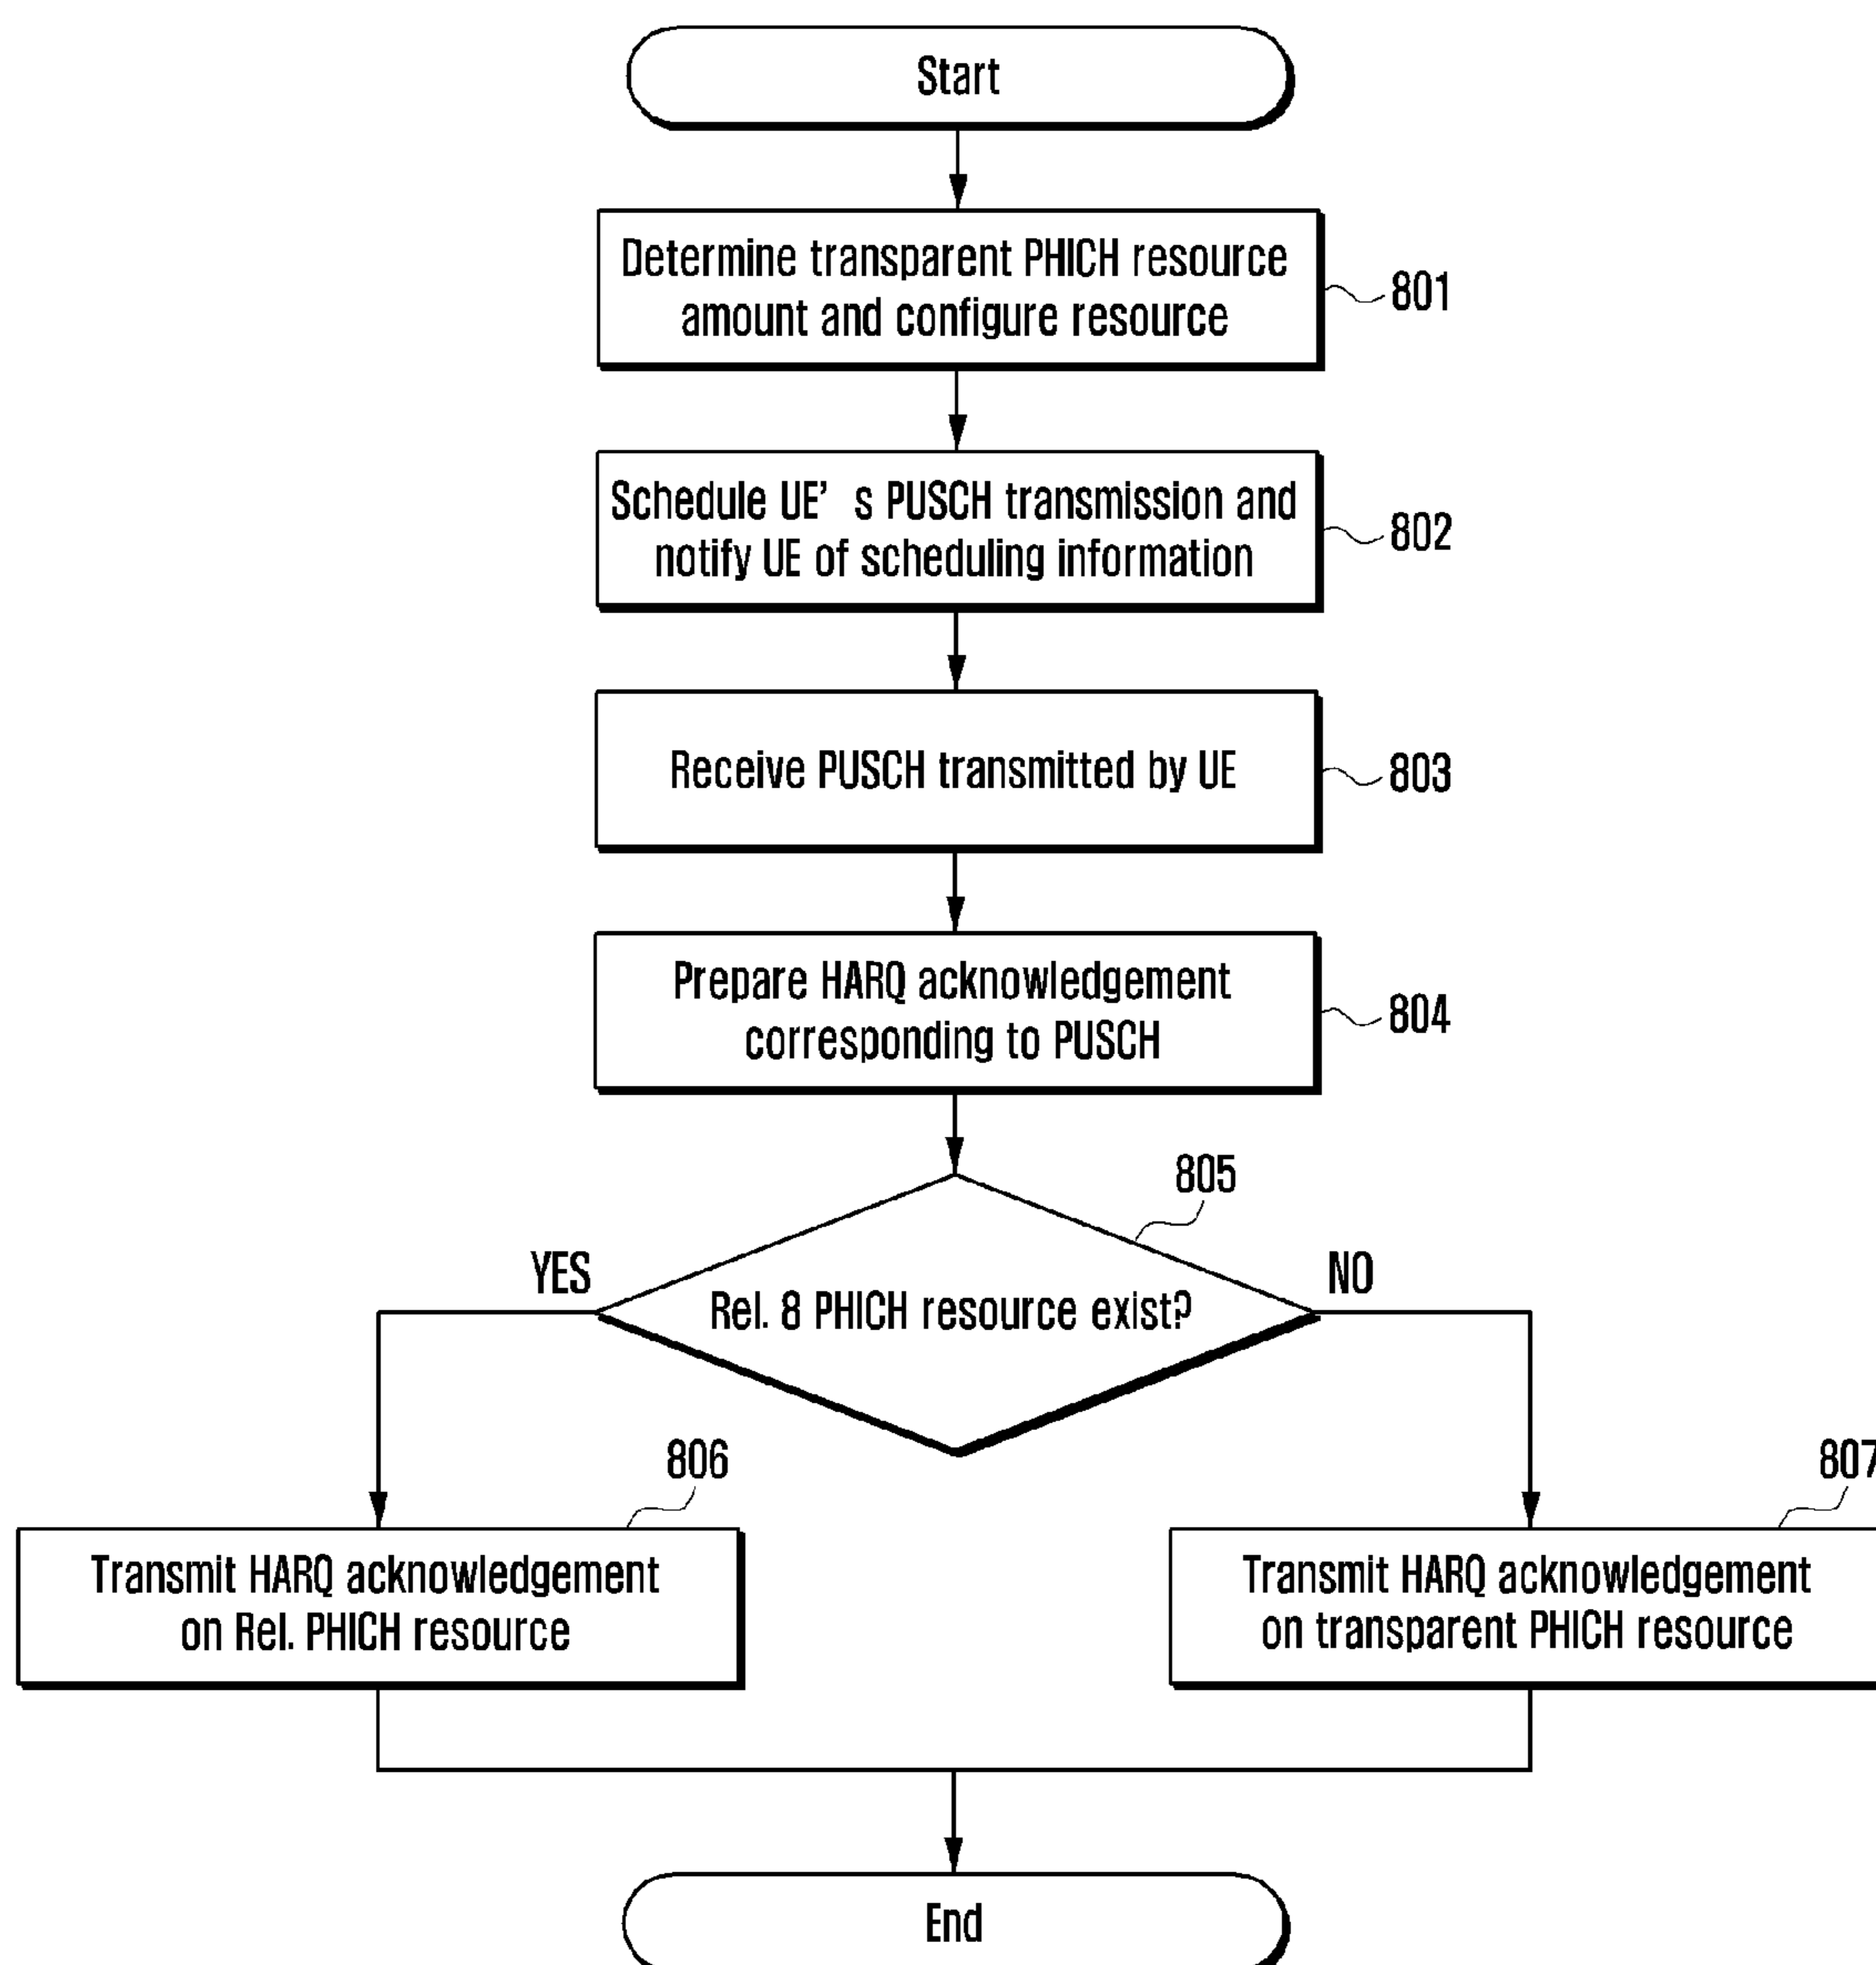 Start
Determine transparent PHICH resource
amount and configure resource
801
Schedule UE’ s PUSCH transmission and
notify UE of scheduling information
802
Receive PUSCH transmitted by UE
803
Prepare HARQ acknowledgement
corresponding to PUSCH
804
805
YES
NO
Rel. 8 PHICH resource exist?
806
807
Transmit HARQ acknowledgement
on Rel. PHICH resource
Transmit HARQ acknowledgement
on transparent PHICH resource
End